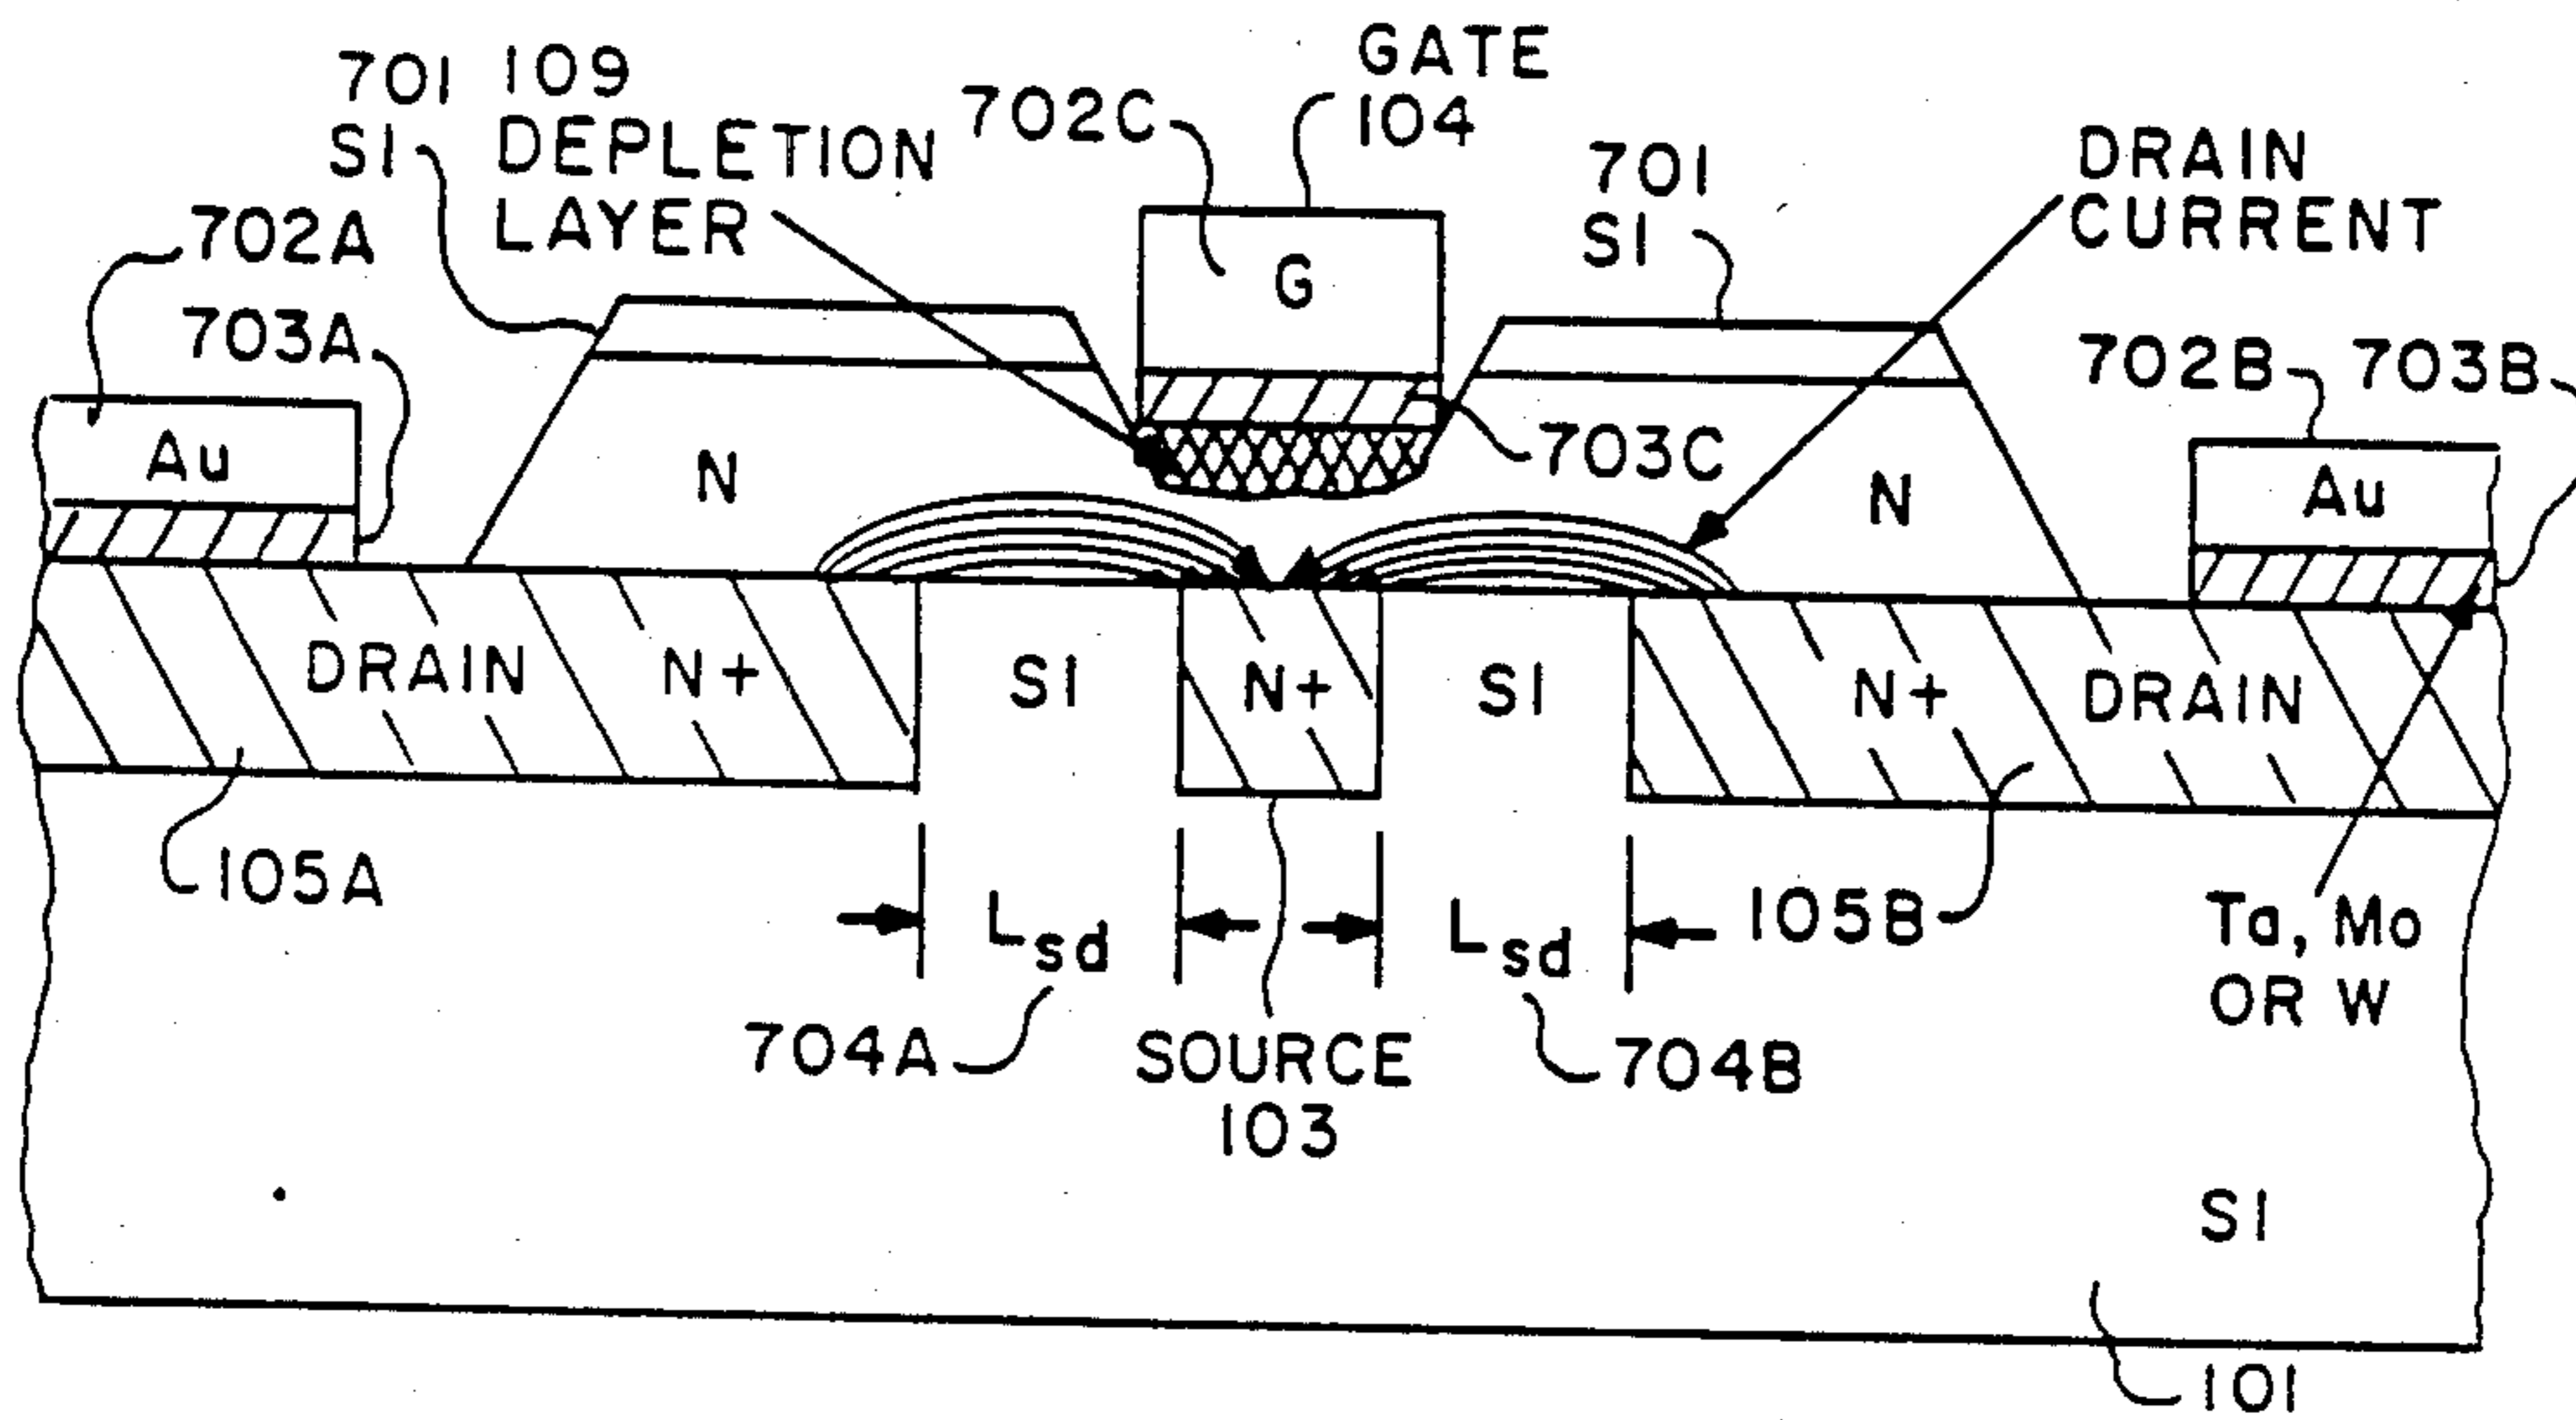 GATE
104
701
SI
109
DEPLETION
LAYER
702C
701
SI
DRAIN
CURRENT
702A
703A
G
702B
703B
Au
N
703C
N
Au
DRAIN
N+
SI
N+
SI
N+
DRAIN
105A
Lsd
Lsd
105B
Ta, Mo
OR W
704A
SOURCE
103
704B
SI
101